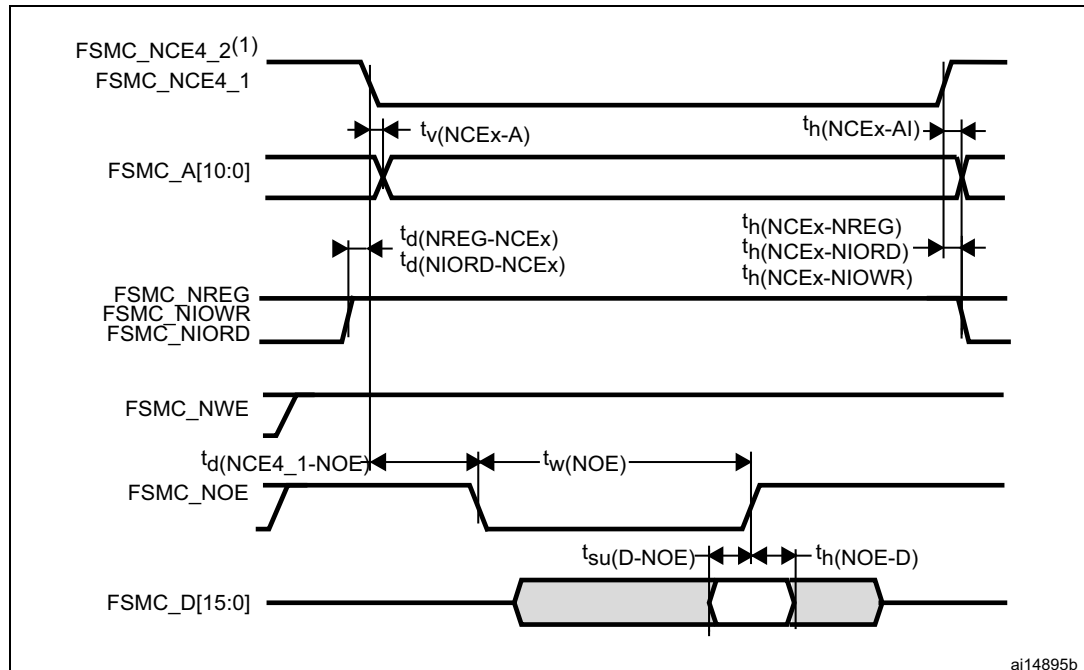 FSMC_NCE4_2(1)
FSMC_NCE4_1
tv(NCEx-A)
th(NCEx-AI)
FSMC_A[10:0]
td(NREG-NCEx)
td(NIORD-NCEx)
th(NCEx-NREG)
th(NCEx-NIORD)
th(NCEx-NIOWR)
FSMC_NREG
FSMC_NIOWR
FSMC_NIORD
FSMC_NWE
td(NCE4_1-NOE)
tw(NOE)
FSMC_NOE
tsu(D-NOE)
th(NOE-D)
FSMC_D[15:0]
ai14895b